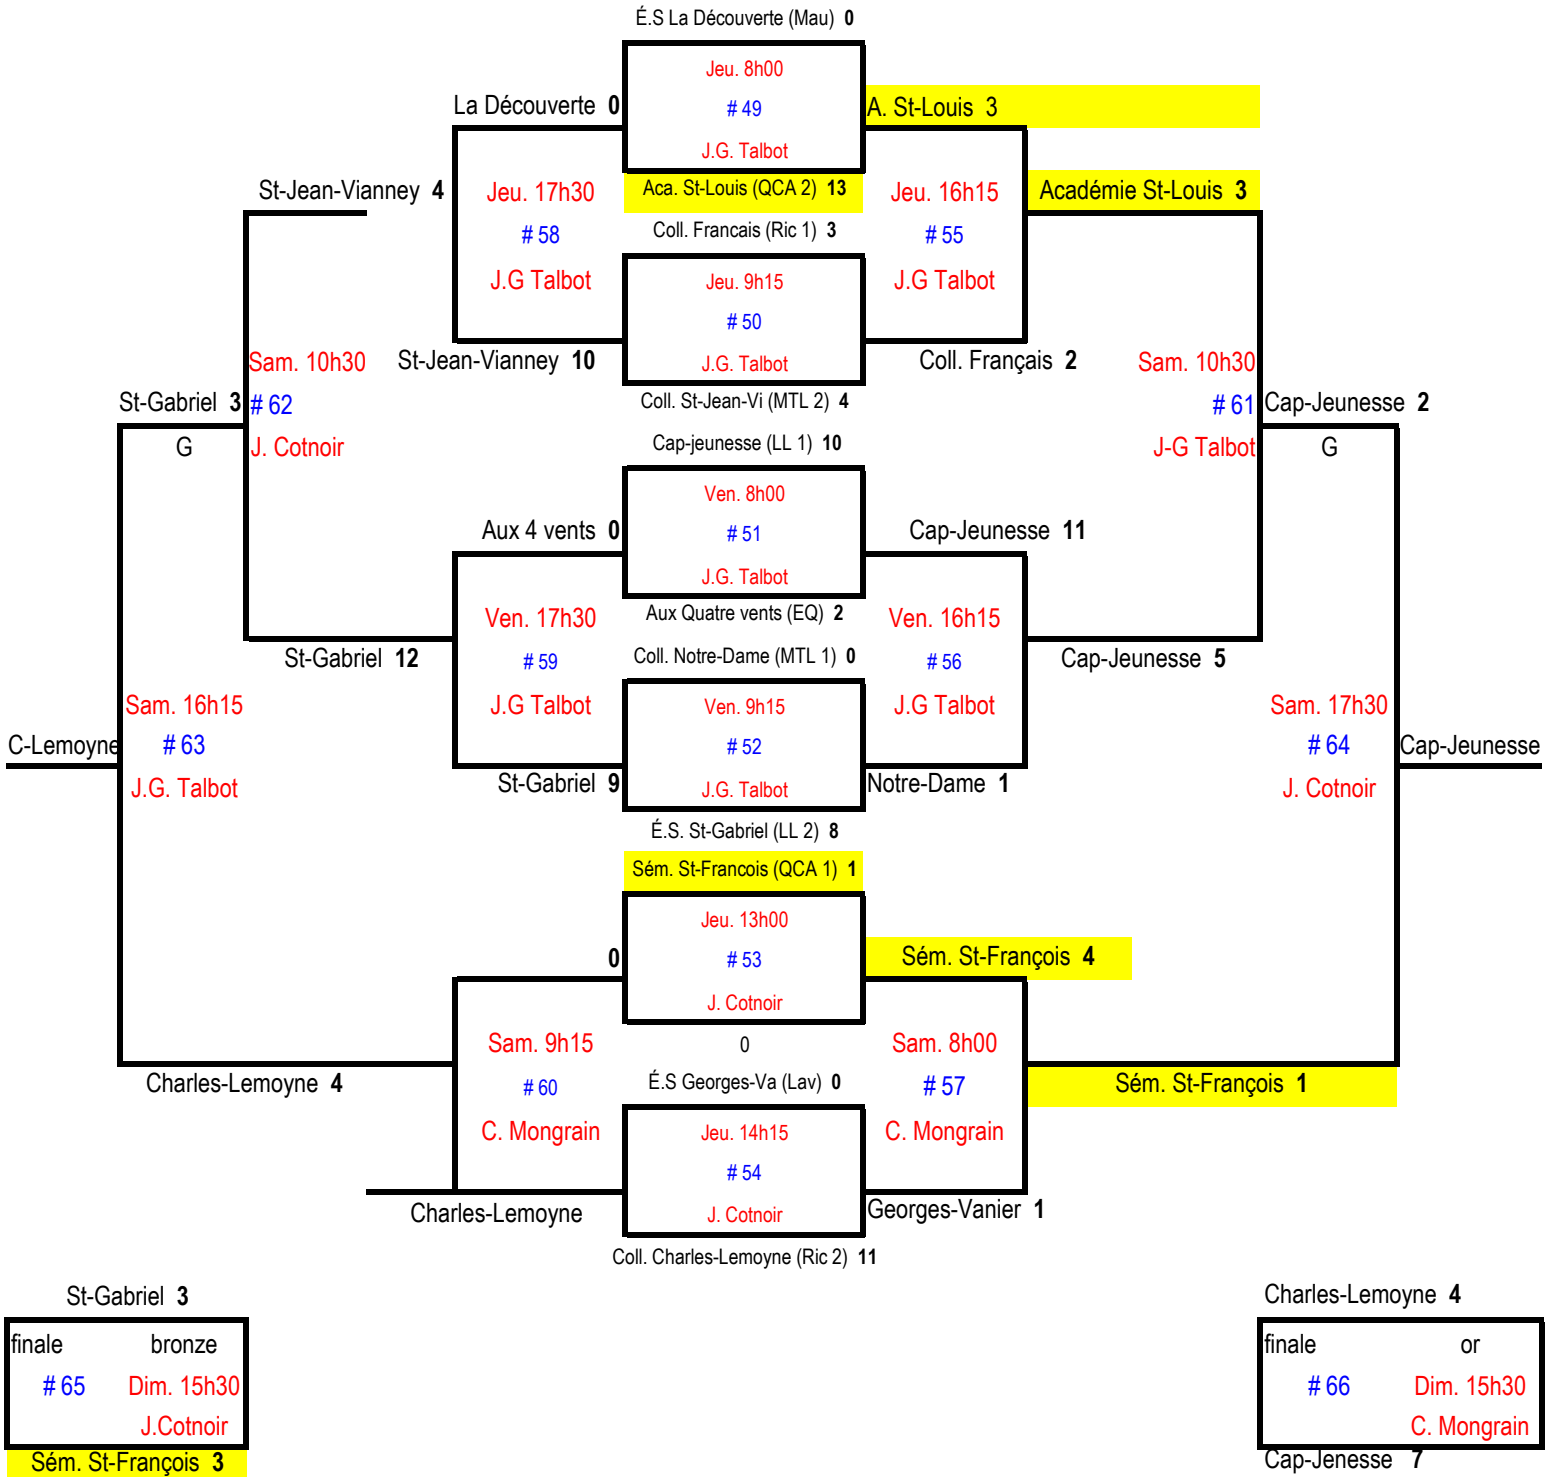 É.S La Découverte (Mau) 0
Jeu. 8h00
La Découverte 0
# 49
A. St-Louis 3
J.G. Talbot
St-Jean-Vianney 4
Jeu. 17h30
Aca. St-Louis (QCA 2) 13
Jeu. 16h15
Académie St-Louis 3
# 58
Coll. Francais (Ric 1) 3
# 55
J.G Talbot
Jeu. 9h15
J.G Talbot
# 50
Sam. 10h30
St-Jean-Vianney 10
J.G. Talbot
Coll. Français 2
Sam. 10h30
St-Gabriel 3
# 62
Coll. St-Jean-Vi (MTL 2) 4
# 61
Cap-Jeunesse 2
G
J. Cotnoir
Cap-jeunesse (LL 1) 10
J-G Talbot
G
Ven. 8h00
Aux 4 vents 0
# 51
Cap-Jeunesse 11
J.G. Talbot
Ven. 17h30
Aux Quatre vents (EQ) 2
Ven. 16h15
St-Gabriel 12
# 59
Coll. Notre-Dame (MTL 1) 0
# 56
Cap-Jeunesse 5
Sam. 16h15
J.G Talbot
Ven. 9h15
J.G Talbot
Sam. 17h30
C-Lemoyne
# 63
# 52
# 64
Cap-Jeunesse
J.G. Talbot
St-Gabriel 9
J.G. Talbot
Notre-Dame 1
J. Cotnoir
É.S. St-Gabriel (LL 2) 8
Sém. St-Francois (QCA 1) 1
Jeu. 13h00
0
# 53
Sém. St-François 4
J. Cotnoir
Sam. 9h15
0
Sam. 8h00
Charles-Lemoyne 4
# 60
É.S Georges-Va (Lav) 0
# 57
Sém. St-François 1
C. Mongrain
Jeu. 14h15
C. Mongrain
# 54
Charles-Lemoyne
J. Cotnoir
Georges-Vanier 1
Coll. Charles-Lemoyne (Ric 2) 11
St-Gabriel 3
finale bronze
# 65 Dim. 15h30
J.Cotnoir
Sém. St-François 3
Charles-Lemoyne 4
finale or
# 66 Dim. 15h30
C. Mongrain
Cap-Jenesse 7